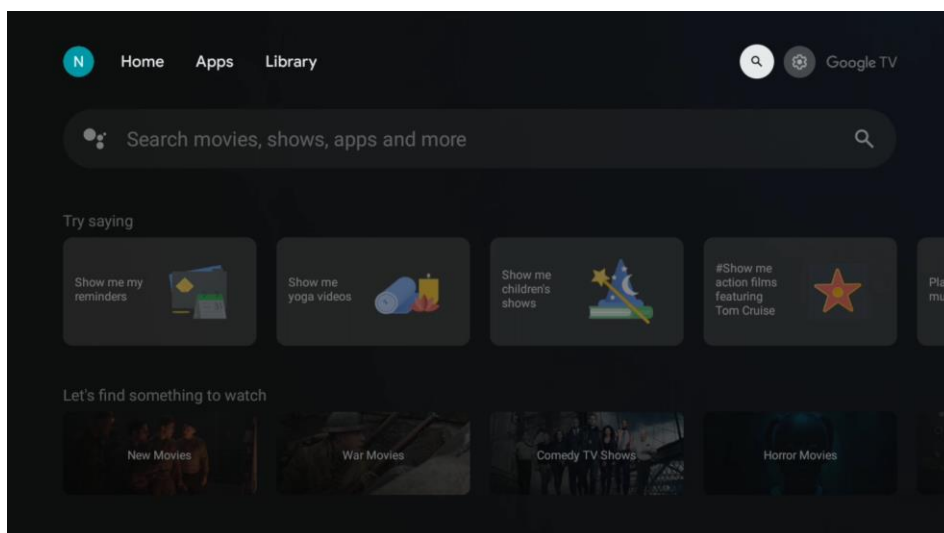 N Home Apps Library Google TV
Search movies, shows, apps and more
Try saying
Show me my
reminders
Show me
yoga videos
Show me
children's
shows
#Show me
action films
featuring
Tom Cruise
Let's find something to watch
New Movies
War Movies
Comedy TV Shows
Horror Movies